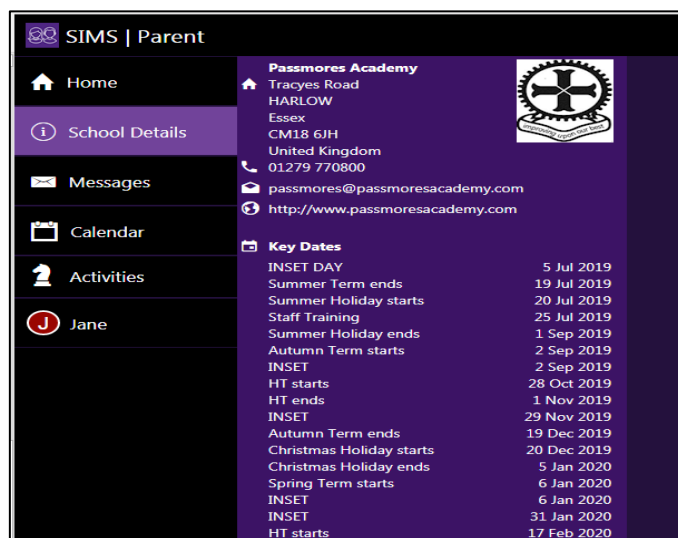 SIMS | Parent
Home
School Details
Messages
Calendar
Activities
J Jane
Passmores Academy
Tracyes Road
HARLOW
Essex
CM18 6JH
United Kingdom
01279 770800
passmores@passmoresacademy.com
http://www.passmoresacademy.com
improving upon our best
Key Dates
INSET DAY 5 Jul 2019
Summer Term ends 19 Jul 2019
Summer Holiday starts 20 Jul 2019
Staff Training 25 Jul 2019
Summer Holiday ends 1 Sep 2019
Autumn Term starts 2 Sep 2019
INSET 2 Sep 2019
HT starts 28 Oct 2019
HT ends 1 Nov 2019
INSET 29 Nov 2019
Autumn Term ends 19 Dec 2019
Christmas Holiday starts 20 Dec 2019
Christmas Holiday ends 5 Jan 2020
Spring Term starts 6 Jan 2020
INSET 6 Jan 2020
INSET 31 Jan 2020
HT starts 17 Feb 2020